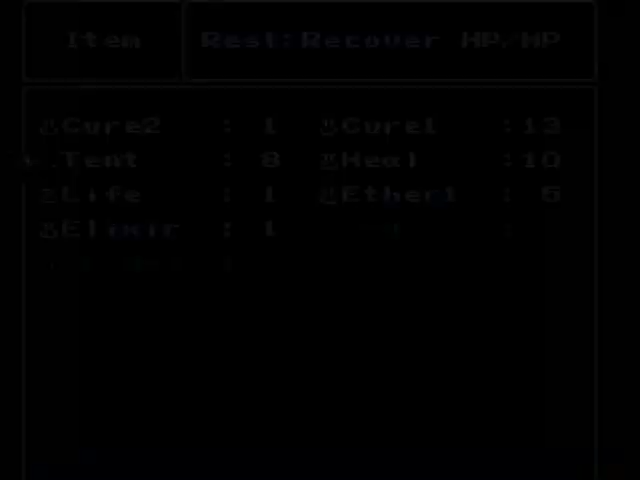 Item Rest:Recover HP/MP
Cure2 : 1 Cure1 :13
Tent : 8 Heal :10
Life : 1 Ether1 : 6
Elixir : 1